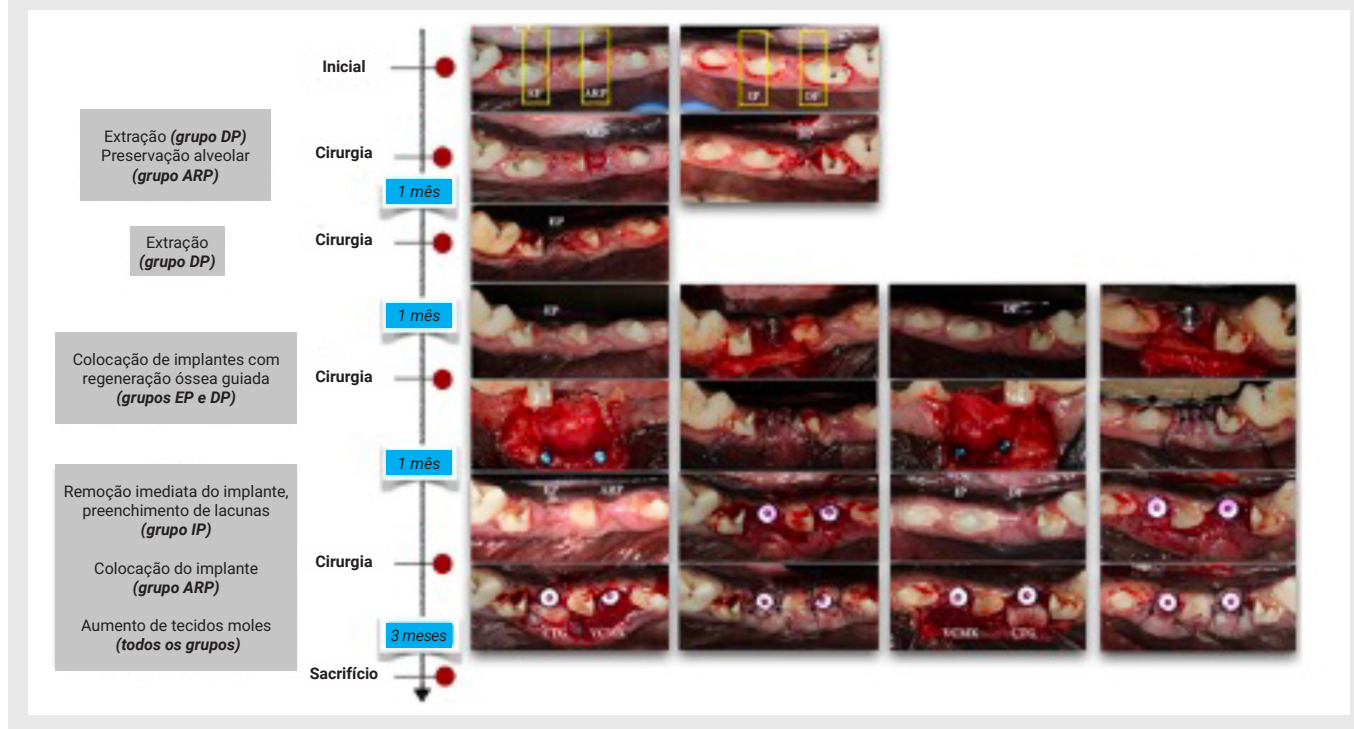 Inicial
EP
ARP
IP
DP
Extração (grupo DP)
Preservação alveolar
(grupo ARP)
Cirurgia
1 mês
Extração
(grupo DP)
Cirurgia
EP
1 mês
EP
DP
Colocação de implantes com
regeneração óssea guiada
(grupos EP e DP)
Cirurgia
1 mês
Remoção imediata do implante,
preenchimento de lacunas
(grupo IP)
Colocação do implante
(grupo ARP)
Aumento de tecidos moles
(todos os grupos)
EP
ARP
IP
DP
Cirurgia
CTG
VCMX
VCMX
CTG
3 meses
Sacrifício